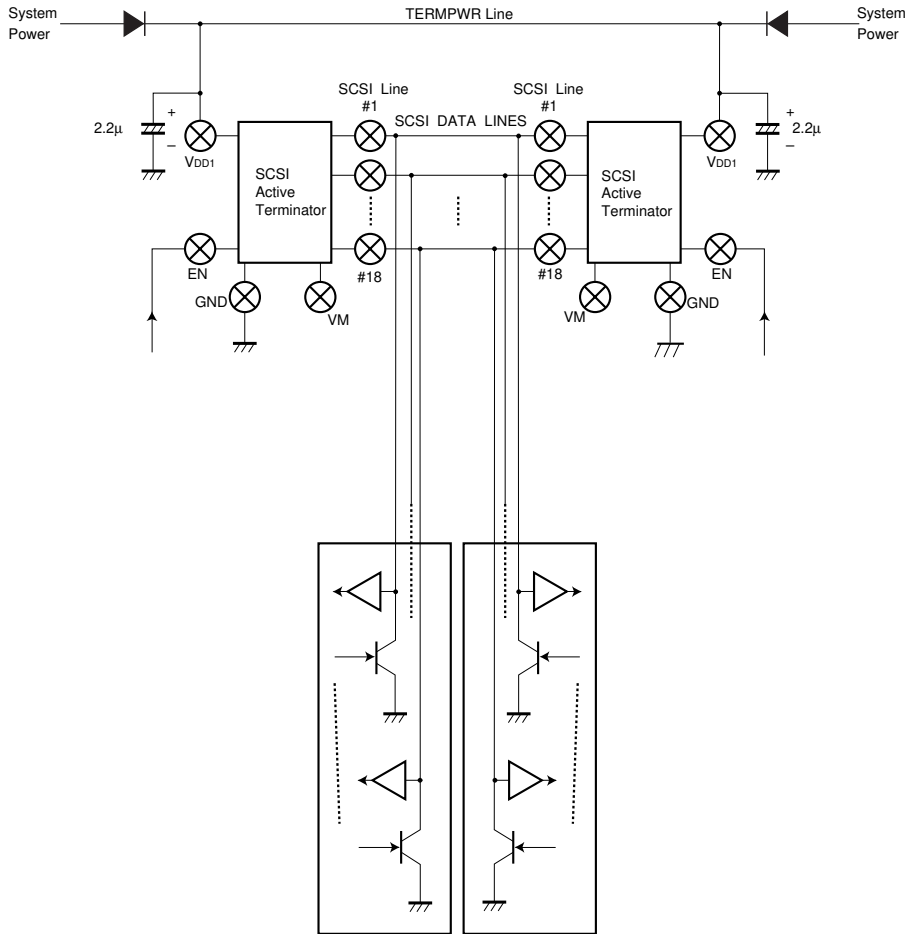 System
Power
TERMPWR Line
System
Power
SCSI Line
#1
SCSI Line
#1
2.2µ
+
–
SCSI DATA LINES
+
–
2.2µ
VDD1
VDD1
SCSI
Active
Terminator
SCSI
Active
Terminator
EN
#18
#18
EN
GND
VM
VM
GND